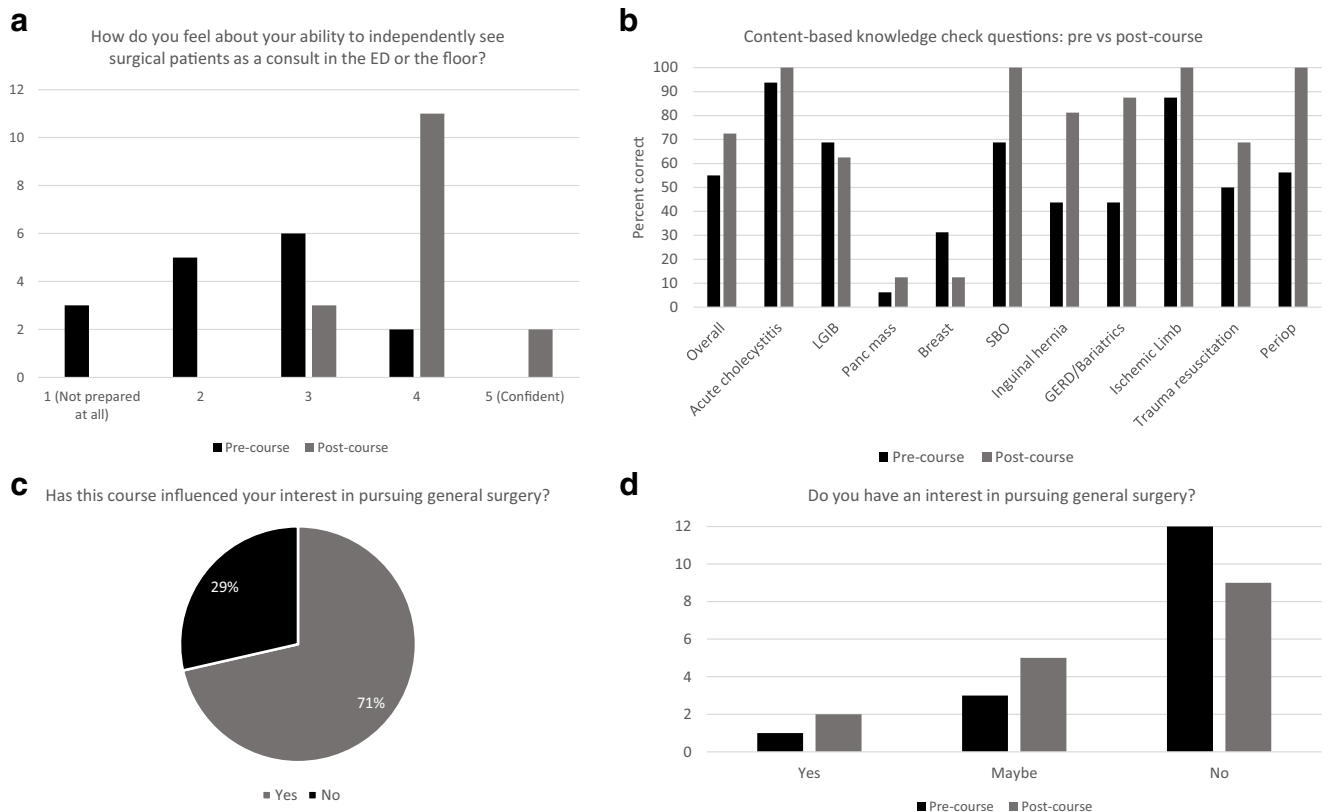 a
How do you feel about your ability to independently see
surgical patients as a consult in the ED or the floor?
12
10
8
6
4
2
0
1 (Not prepared
at all)
2
3
4
5 (Confident)
Pre-course Post-course
b
Content-based knowledge check questions: pre vs post-course
Percent correct
100
90
80
70
60
50
40
30
20
10
0
Overall
Acute cholecystitis
LGIB
Panc mass
Breast
SBO
Inguinal hernia
GERD/Bariatrics
Ischemic Limb
Trauma resuscitation
Periop
Pre-course Post-course
c
Has this course influenced your interest in pursuing general surgery?
29%
71%
Yes No
d
Do you have an interest in pursuing general surgery?
12
10
8
6
4
2
0
Yes
Maybe
No
Pre-course Post-course